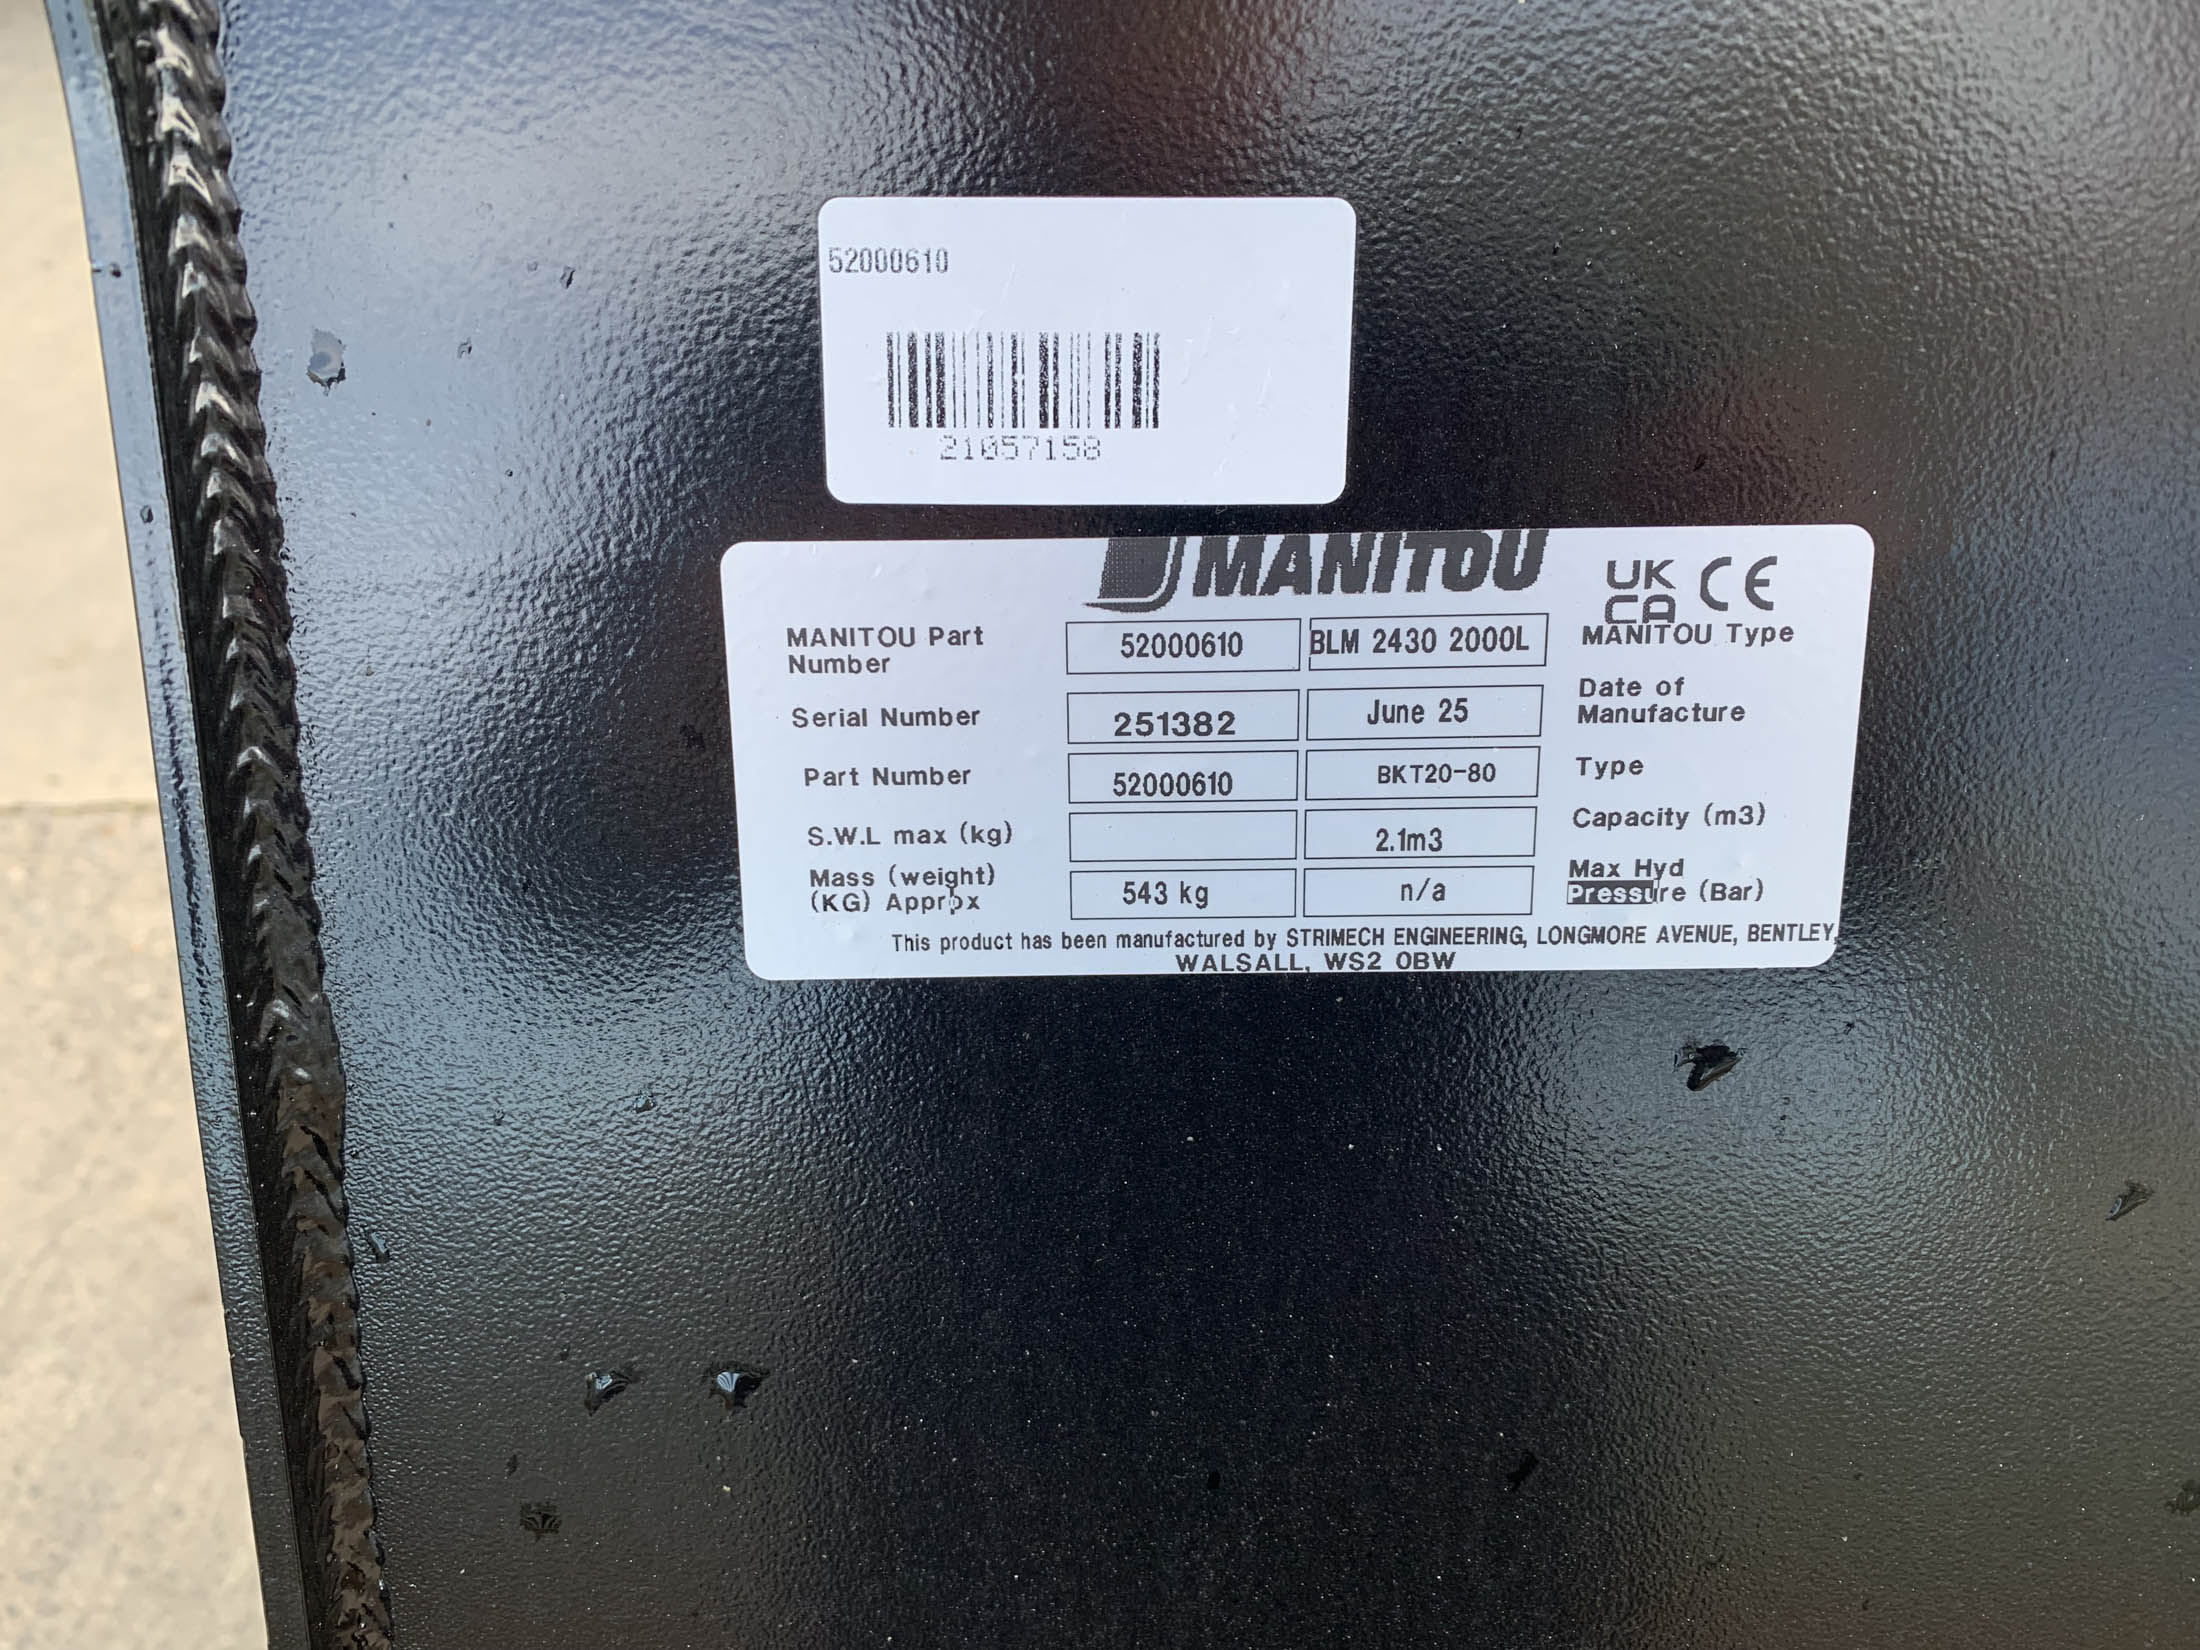 52000610
21057158
MANITOU
UK
CA CE
MANITOU Part
Number
52000610
BLM 2430 2000L
MANITOU Type
Serial Number
251382
June 25
Date of
Manufacture
Part Number
52000610
BKT20-80
Type
S.W.L max (kg)
2.1m3
Capacity (m3)
Mass (weight)
(KG) Approx
543 kg
n/a
Max Hyd
Pressure (Bar)
This product has been manufactured by STRIMECH ENGINEERING, LONGMORE AVENUE, BENTLEY,
WALSALL, WS2 0BW